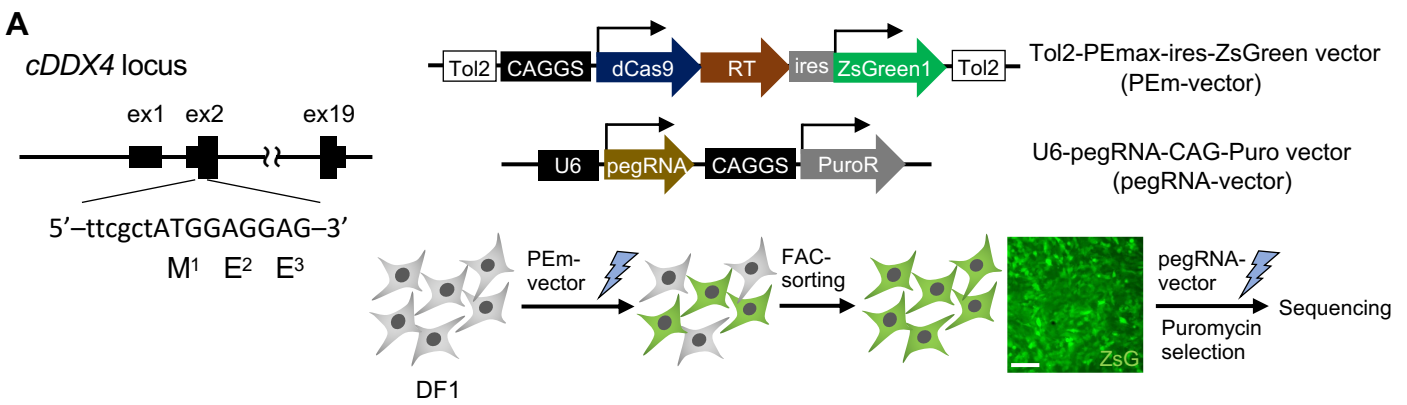 A
cDDX4 locus
ex1 ex2 ex19
5’–ttcgctATGGAGGAG–3’
M1 E2 E3
Tol2 CAGGS dCas9 RT ires ZsGreen1 Tol2
Tol2-PEmax-ires-ZsGreen vector
(PEm-vector)
U6 pegRNA CAGGS PuroR
U6-pegRNA-CAG-Puro vector
(pegRNA-vector)
DF1
PEm-
vector
FAC-
sorting
ZsG
pegRNA-
vector
Puromycin
selection
Sequencing